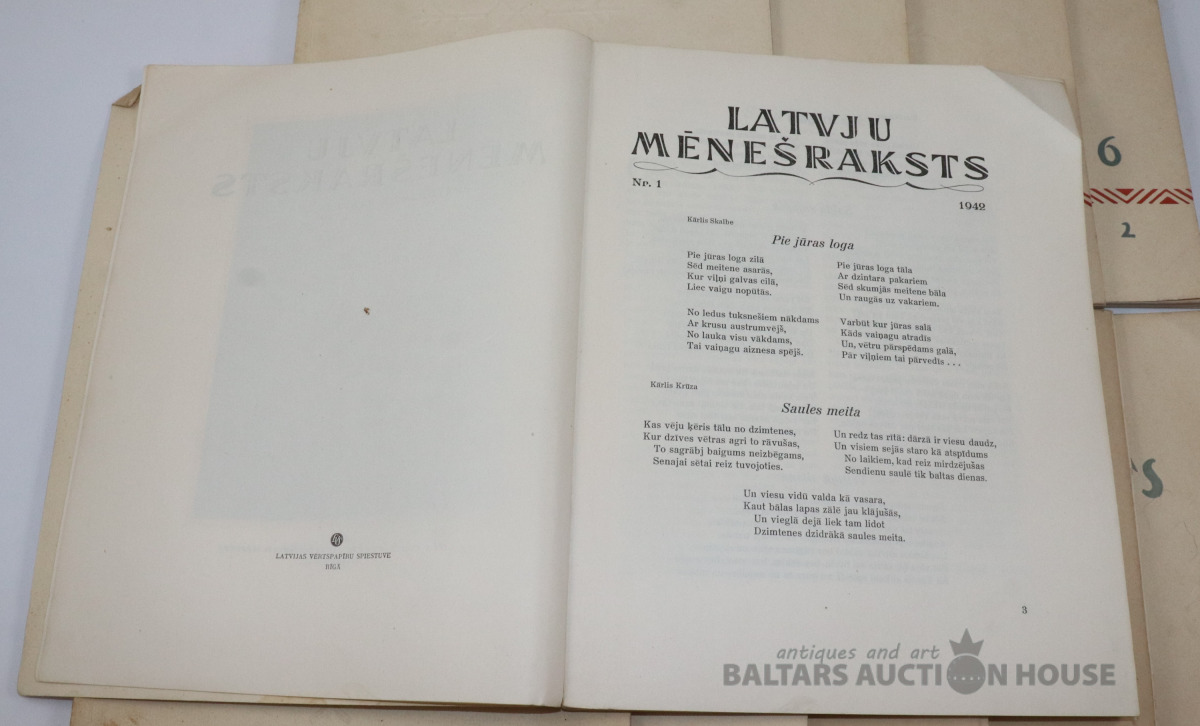 LATVIJAS VĒRTSPAPĪRU SPIESTUVE
RĪGĀ
LATVJU
MĒNEŠRAKSTS
Nr. 1
1942
Kārlis Skalbe
Pie jūras loga
Pie jūras loga zilā
Sēd meitene asarās,
Kur viļņi galvas cilā,
Liec vaigu nopūtās.
No ledus tuksnešiem nākdams
Ar krusu austrumvējš,
No lauka visu vākdams,
Tai vaiņagu aiznesa spējš.
Pie jūras loga tāla
Ar dzintara pakariem
Sēd skumjās meitene bāla
Un raugās uz vakariem.
Varbūt kur jūras salā
Kāds vaiņagu atradis
Un, vētru pārspēdams galā,
Pār viļņiem tai pārvedīs . . .
Kārlis Krūza
Saules meita
Kas vēju ķēris tālu no dzimtenes,
Kur dzīves vētras agri to rāvušas,
To sagrābj baigums neizbēgams,
Senajai sētai reiz tuvojoties.
Un redz tas rītā: dārzā ir viesu daudz,
Un visiem sejās staro kā atspīdums
No laikiem, kad reiz mirdzējušas
Sendienu saulē tik baltas dienas.
Un viesu vidū valda kā vasara,
Kaut bālas lapas zālē jau klājušās,
Un vieglā dejā liek tam lidot
Dzimtenes dzidrākā saules meita.
3
6
2
antiques and art
BALTARS AUCTION HOUSE